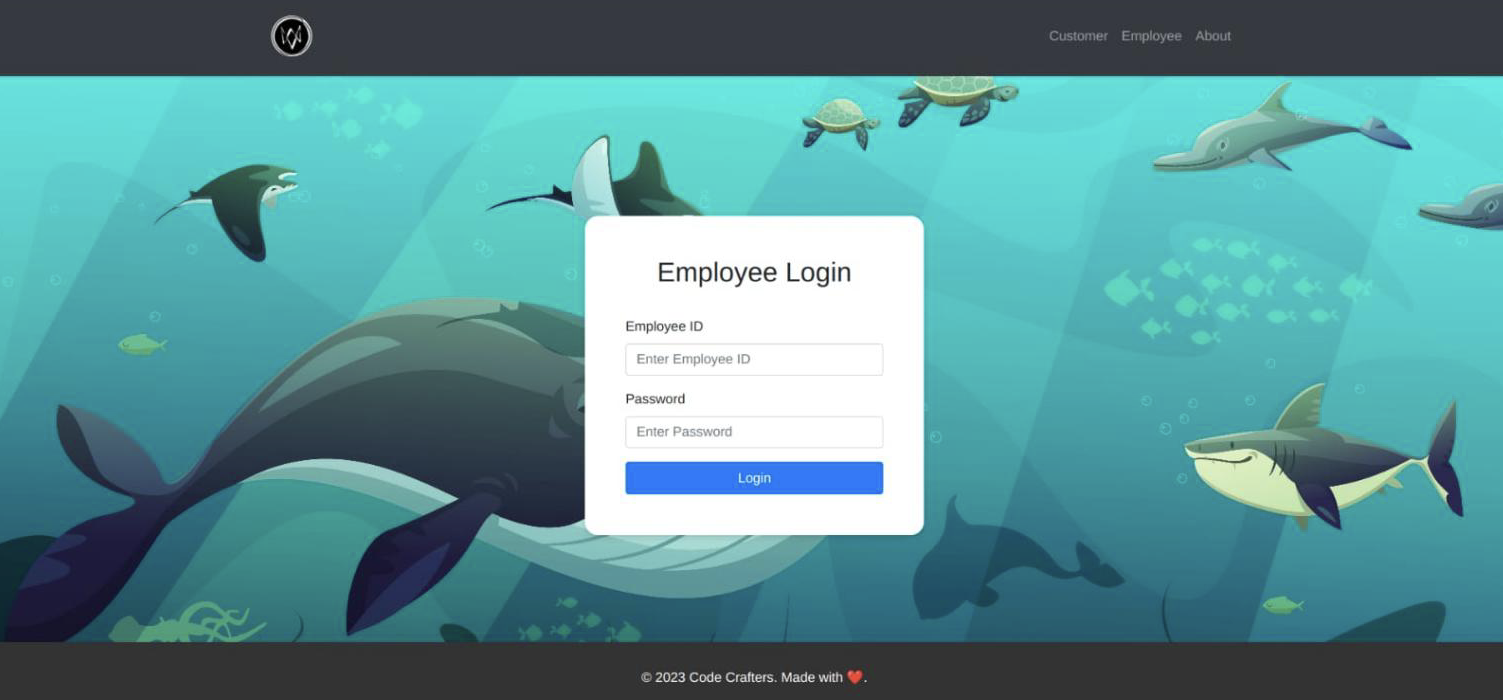 Customer Employee About
Employee Login
Employee ID
Enter Employee ID
Password
Enter Password
Login
© 2023 Code Crafters. Made with ❤️.